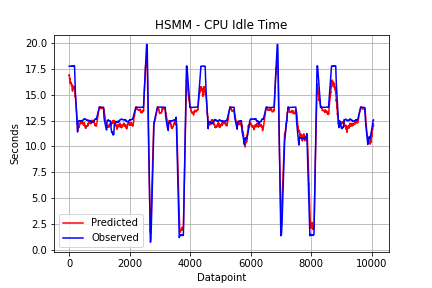 HSMM - CPU Idle Time
20.0
17.5
15.0
12.5
10.0
7.5
5.0
2.5
0.0
Seconds
Predicted
Observed
0 2000 4000 6000 8000 10000
Datapoint